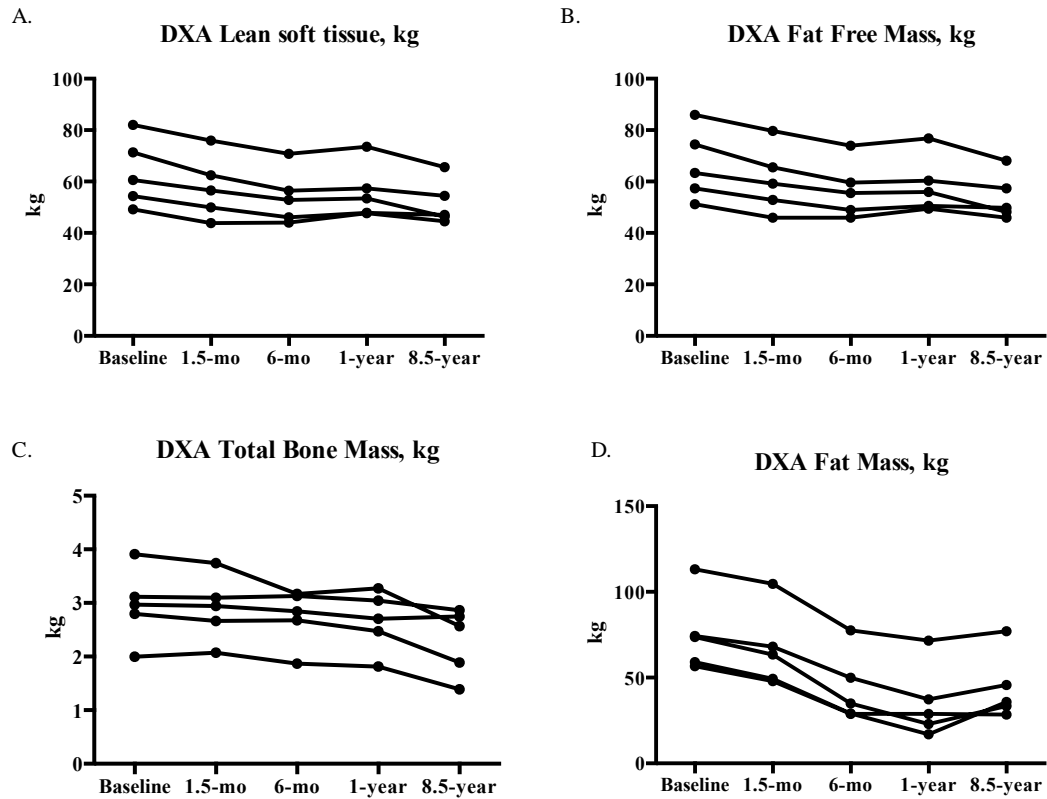 A.
DXA Lean soft tissue, kg
100
80
60
40
20
0
kg
Baseline 1.5-mo 6-mo 1-year 8.5-year
B.
DXA Fat Free Mass, kg
100
80
60
40
20
0
kg
Baseline 1.5-mo 6-mo 1-year 8.5-year
C.
DXA Total Bone Mass, kg
5
4
3
2
1
0
kg
Baseline 1.5-mo 6-mo 1-year 8.5-year
D.
DXA Fat Mass, kg
150
100
50
0
kg
Baseline 1.5-mo 6-mo 1-year 8.5-year